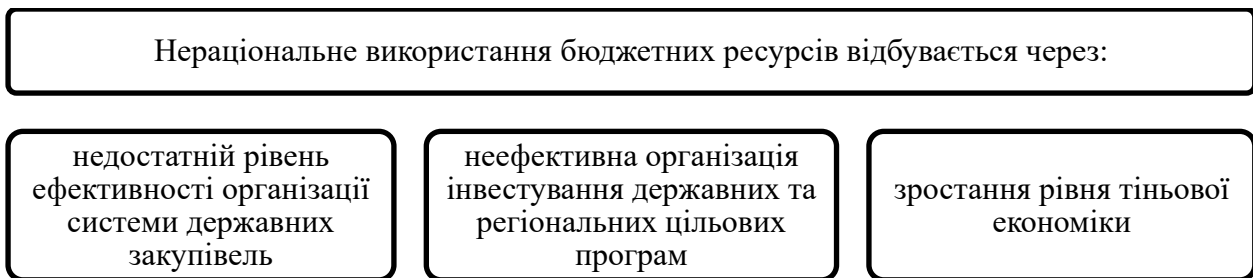 Нераціональне використання бюджетних ресурсів відбувається через:
недостатній рівень
ефективності організації
системи державних
закупівель
неефективна організація
інвестування державних та
регіональних цільових
програм
зростання рівня тіньової
економіки